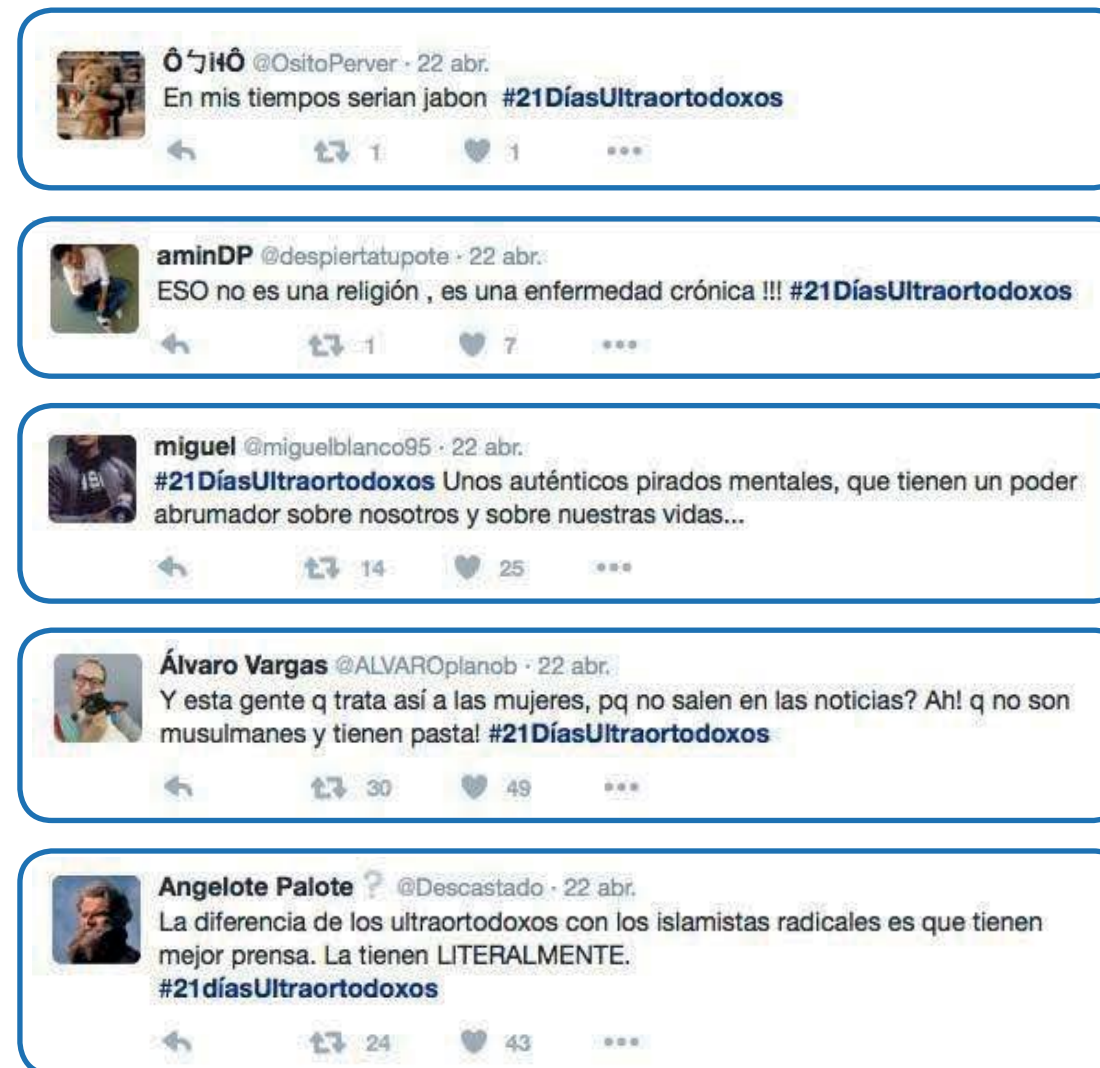 @OsitoPerver · 22 abr.
En mis tiempos serian jabon #21DíasUltraortodoxos
1 1
aminDP @despiertatupote · 22 abr.
ESO no es una religión , es una enfermedad crónica !!! #21DíasUltraortodoxos
1 7
miguel @miguelblanco95 · 22 abr.
#21DíasUltraortodoxos Unos auténticos pirados mentales, que tienen un poder
abrumador sobre nosotros y sobre nuestras vidas...
14 25
Álvaro Vargas @ALVAROplanob · 22 abr.
Y esta gente q trata así a las mujeres, pq no salen en las noticias? Ah! q no son
musulmanes y tienen pasta! #21DíasUltraortodoxos
30 49
Angelote Palote ? @Descastado · 22 abr.
La diferencia de los ultraortodoxos con los islamistas radicales es que tienen
mejor prensa. La tienen LITERALMENTE.
#21díasUltraortodoxos
24 43